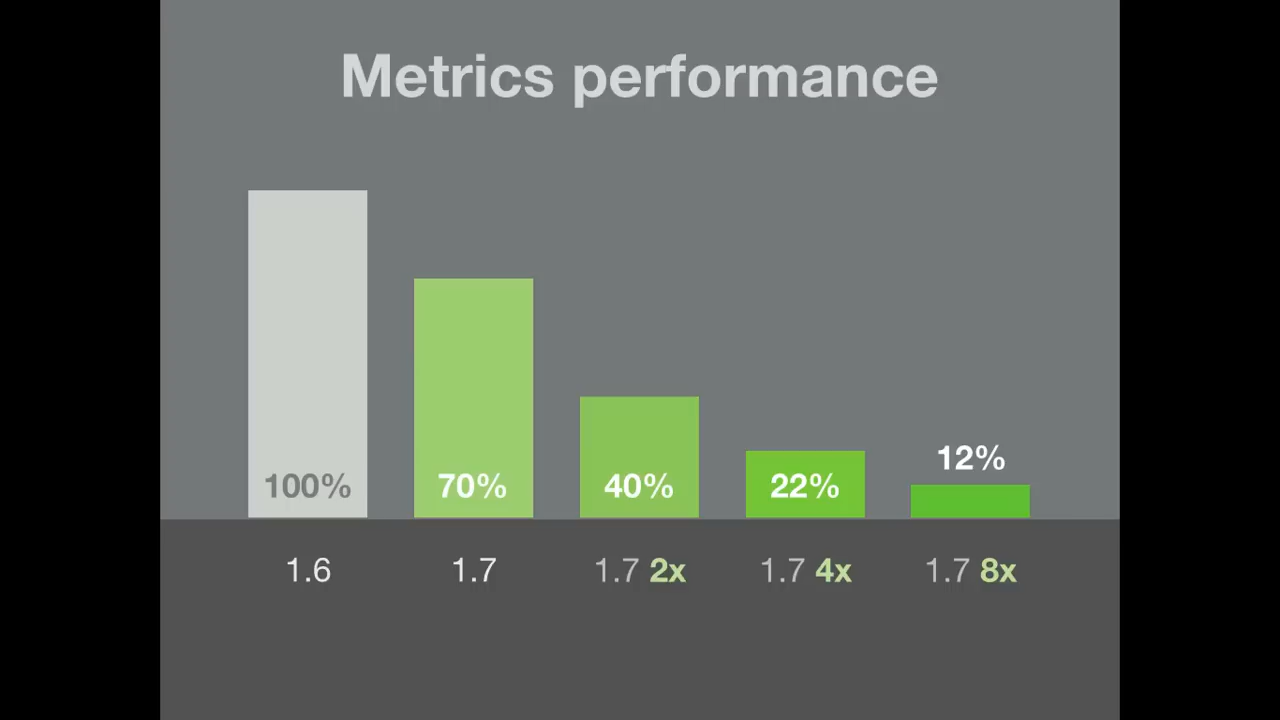 Metrics performance
100%
70%
40%
22%
12%
1.6
1.7
1.7 2x
1.7 4x
1.7 8x